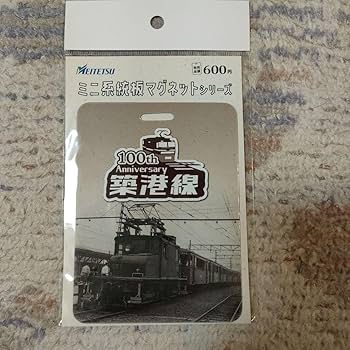 MEITETSU
600円
ミニ系統板マグネットシリーズ
100th
Anniversary
築港線